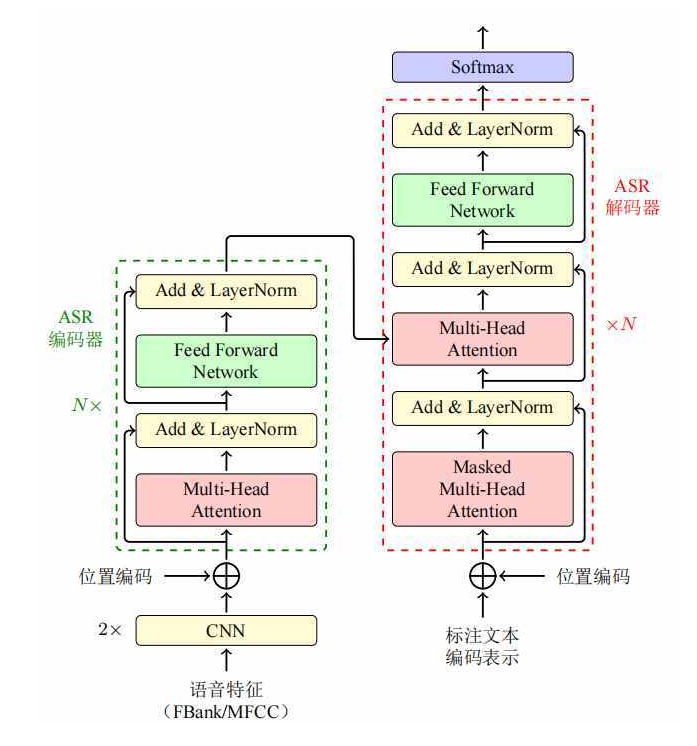 Softmax
Add & LayerNorm
Feed Forward
Network
ASR
解码器
Add & LayerNorm
Multi-Head
Attention
×N
Add & LayerNorm
Masked
Multi-Head
Attention
位置编码
标注文本
编码表示
Add & LayerNorm
ASR
编码器
Feed Forward
Network
N×
Add & LayerNorm
Multi-Head
Attention
位置编码
2×
CNN
语音特征
（FBank/MFCC）